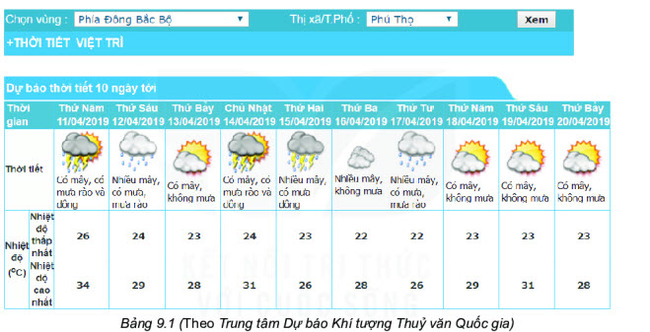 Chọn vùng : Phía Đông Bắc Bộ Thị xã/T.Phố : Phú Thọ Xem
+THỜI TIẾT VIỆT TRÌ
Dự báo thời tiết 10 ngày tới
Thời gian Thứ Năm 11/04/2019 Thứ Sáu 12/04/2019 Thứ Bảy 13/04/2019 Chủ Nhật 14/04/2019 Thứ Hai 15/04/2019 Thứ Ba 16/04/2019 Thứ Tư 17/04/2019 Thứ Năm 18/04/2019 Thứ Sáu 19/04/2019 Thứ Bảy 20/04/2019
Thời tiết Có mây, có mưa rào và dông Nhiều mây, có mưa, mưa rào Có mây, không mưa Có mây, có mưa rào và dông Nhiều mây, có mưa dông Nhiều mây, không mưa Nhiều mây, có mưa, mưa rào Có mây, không mưa Có mây, không mưa Có mây, không mưa
Nhiệt độ (°C) Nhiệt độ thấp nhất 26 24 23 24 23 22 22 23 23 23
Nhiệt độ cao nhất 34 29 28 31 26 28 26 29 31 28
KẾT NỐI TRI THỨC
VỚI CUỘC SỐNG
Bảng 9.1 (Theo Trung tâm Dự báo Khí tượng Thuỷ văn Quốc gia)